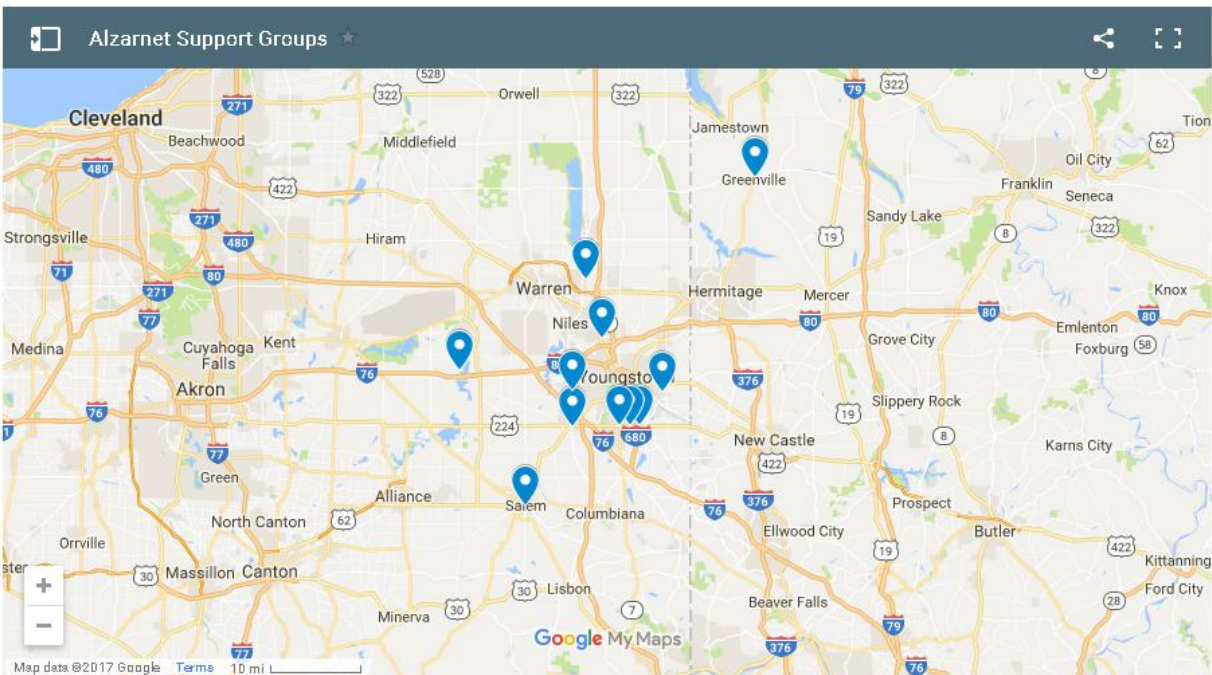 Alzarnet Support Groups
528
8
322
Orwell
322
79
322
271
Cleveland
Jamestown
Tion
Beachwood
Middlefield
62
480
Oil City
Greenville
Franklin
422
Seneca
271
Sandy Lake
322
Strongsville
480
Hiram
19
8
71
80
271
Warren
Hermitage
Mercer
Knox
77
80
80
80
Niles
Emlenton
Medina
Cuyahoga
Falls
Kent
Grove City
Foxburg
58
76
Youngstown
376
Akron
76
19
Slippery Rock
224
76
680
New Castle
8
Karns City
77
422
Green
Alliance
Salem
Columbiana
76
376
Prospect
North Canton
62
Ellwood City
Butler
Orrville
19
422
Kittanning
30
Massillon
Canton
30
Lisbon
Ford City
+
Beaver Falls
28
Minerva
30
7
−
79
Google My Maps
77
376
76
Map data ©2017 Google
Terms
10 mi